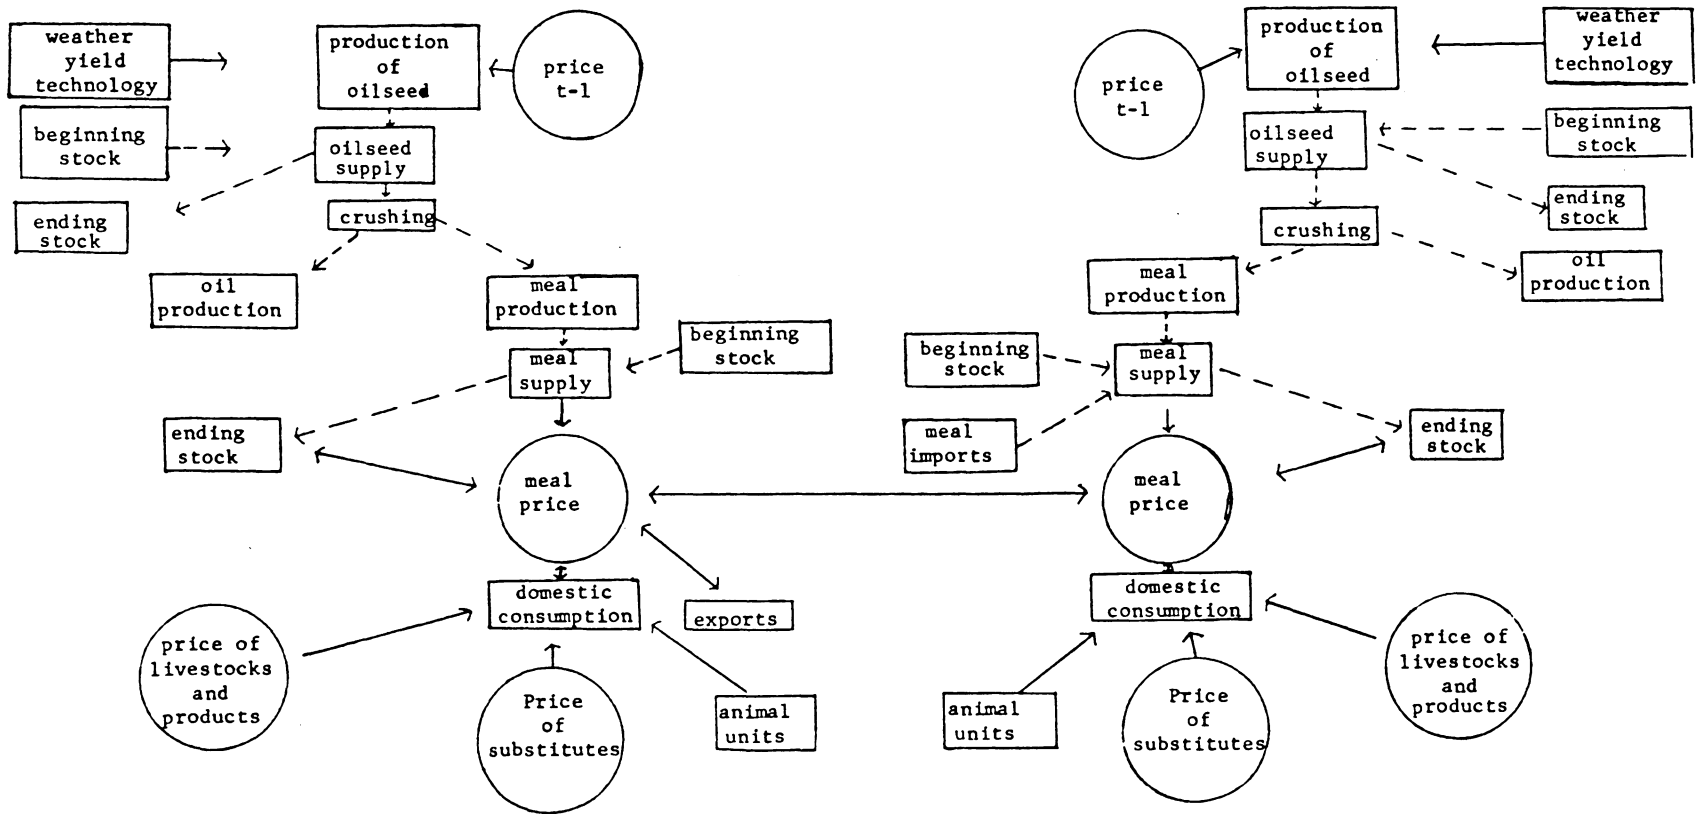 weather
yield
technology
production
of
oilseed
price
t-1
beginning
stock
oilseed
supply
ending
stock
crushing
oil
production
meal
production
beginning
stock
meal
supply
ending
stock
meal
price
domestic
consumption
exports
price of
livestocks
and
products
Price
of
substitutes
animal
units
price
t-1
production
of
oilseed
weather
yield
technology
oilseed
supply
beginning
stock
ending
stock
crushing
meal
production
oil
production
beginning
stock
meal
supply
meal
imports
ending
stock
meal
price
domestic
consumption
animal
units
Price
of
substitutes
price of
livestocks
and
products